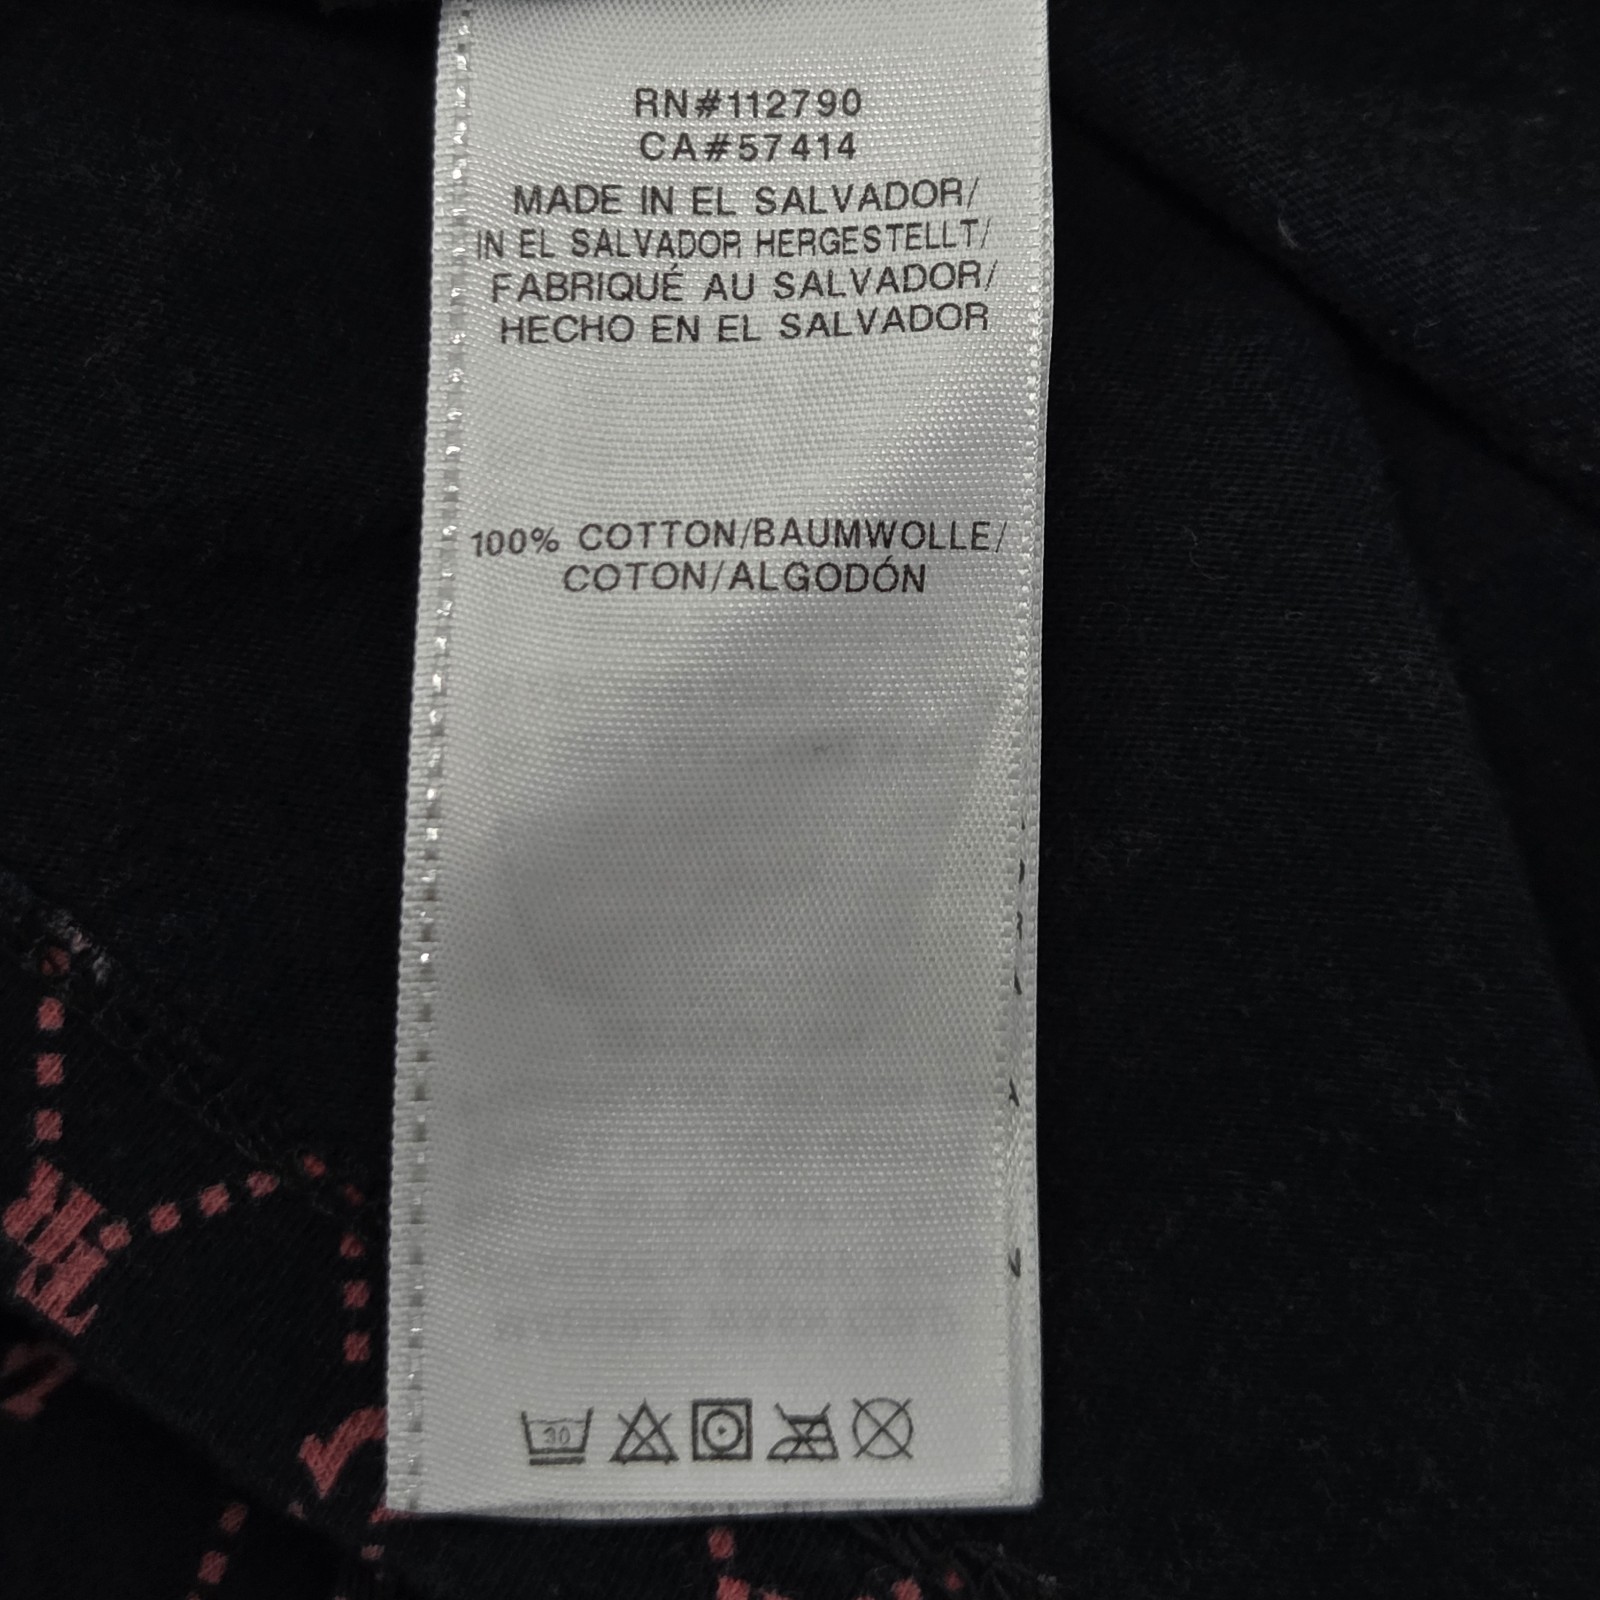 RN#112790
CA#57414
MADE IN EL SALVADOR/
IN EL SALVADOR HERGESTELLT/
FABRIQUÉ AU SALVADOR/
HECHO EN EL SALVADOR
100% COTTON/BAUMWOLLE/
COTON/ALGODÓN
30